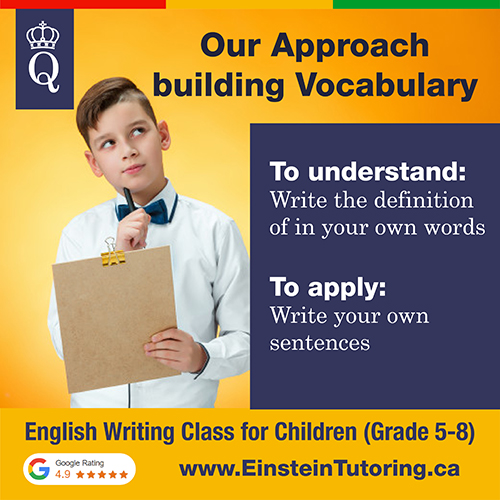 Q
Our Approach
building Vocabulary
To understand:
Write the definition
of in your own words
To apply:
Write your own
sentences
English Writing Class for Children (Grade 5-8)
G
Google Rating
4.9
www.EinsteinTutoring.ca